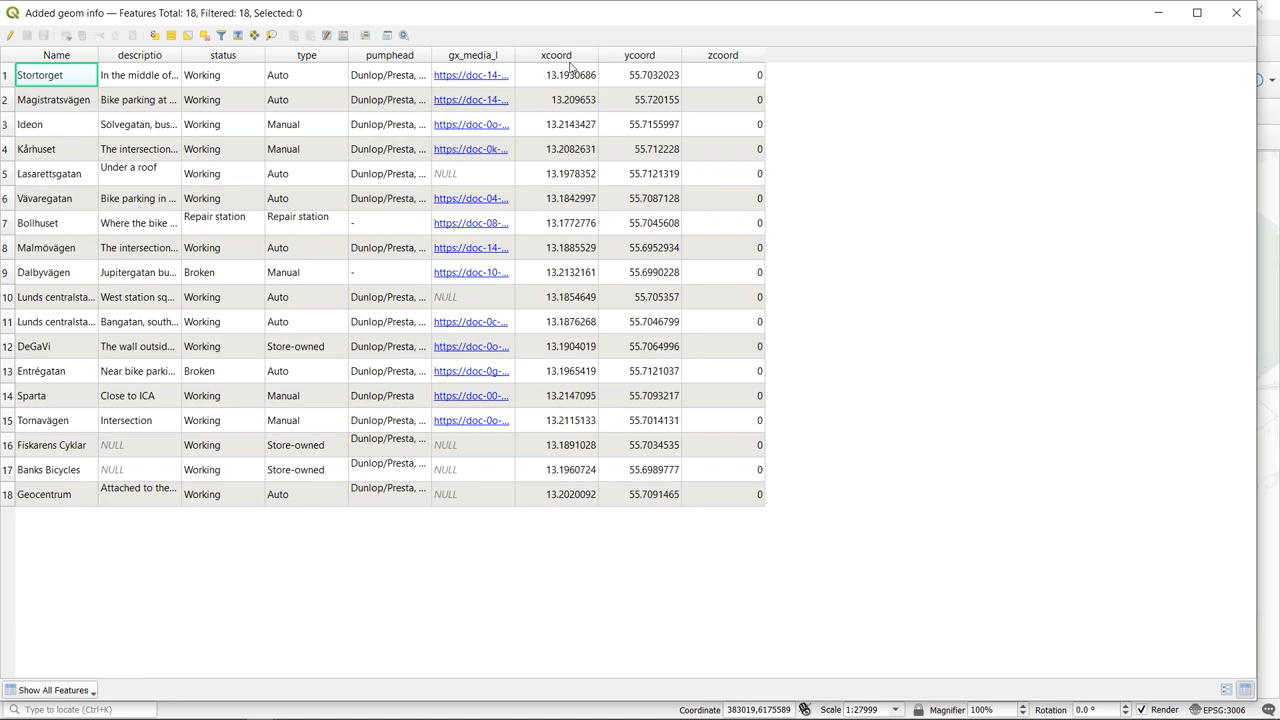 Added geom info — Features Total: 18, Filtered: 18, Selected: 0
Name descriptio status type pumphead gx_media_l xcoord ycoord zcoord
1 Stortorget In the middle of... Working Auto Dunlop/Presta, ... https://doc-14-... 13.1930686 55.7032023 0
2 Magistratsvägen Bike parking at ... Working Auto Dunlop/Presta, ... https://doc-14-... 13.209653 55.720155 0
3 Ideon Sölvegatan, bus... Working Manual Dunlop/Presta, ... https://doc-0o-... 13.2143427 55.7155997 0
4 Kårhuset The intersection... Working Manual Dunlop/Presta, ... https://doc-0k-... 13.2082631 55.712228 0
5 Lasarettsgatan Under a roof Working Auto Dunlop/Presta, ... NULL 13.1978352 55.7121319 0
6 Vävaregatan Bike parking in ... Working Auto Dunlop/Presta, ... https://doc-04-... 13.1842997 55.7087128 0
7 Bollhuset Where the bike ... Repair station Repair station - https://doc-08-... 13.1772776 55.7045608 0
8 Malmövägen The intersection... Working Auto Dunlop/Presta, ... https://doc-14-... 13.1885529 55.6952934 0
9 Dalbyvägen Jupitergatan bu... Broken Manual - https://doc-10-... 13.2132161 55.6990228 0
10 Lunds centralsta... West station sq... Working Auto Dunlop/Presta, ... NULL 13.1854649 55.705357 0
11 Lunds centralsta... Bangatan, south... Working Auto Dunlop/Presta, ... https://doc-0c-... 13.1876268 55.7046799 0
12 DeGaVi The wall outsid... Working Store-owned Dunlop/Presta, ... https://doc-0o-... 13.1904019 55.7064996 0
13 Entrégatan Near bike parki... Broken Auto Dunlop/Presta, ... https://doc-0g-... 13.1965419 55.7121037 0
14 Sparta Close to ICA Working Manual Dunlop/Presta https://doc-00-... 13.2147095 55.7093217 0
15 Tornavägen Intersection Working Manual Dunlop/Presta, ... https://doc-0o-... 13.2115133 55.7014131 0
16 Fiskarens Cyklar NULL Working Store-owned Dunlop/Presta, ... NULL 13.1891028 55.7034535 0
17 Banks Bicycles NULL Working Store-owned Dunlop/Presta, ... NULL 13.1960724 55.6989777 0
18 Geocentrum Attached to the... Working Auto Dunlop/Presta, ... NULL 13.2020092 55.7091465 0
Show All Features
Type to locate (Ctrl+K) Coordinate 383019,6175589 Scale 1:27999 Magnifier 100% Rotation 0.0 ° Render EPSG:3006